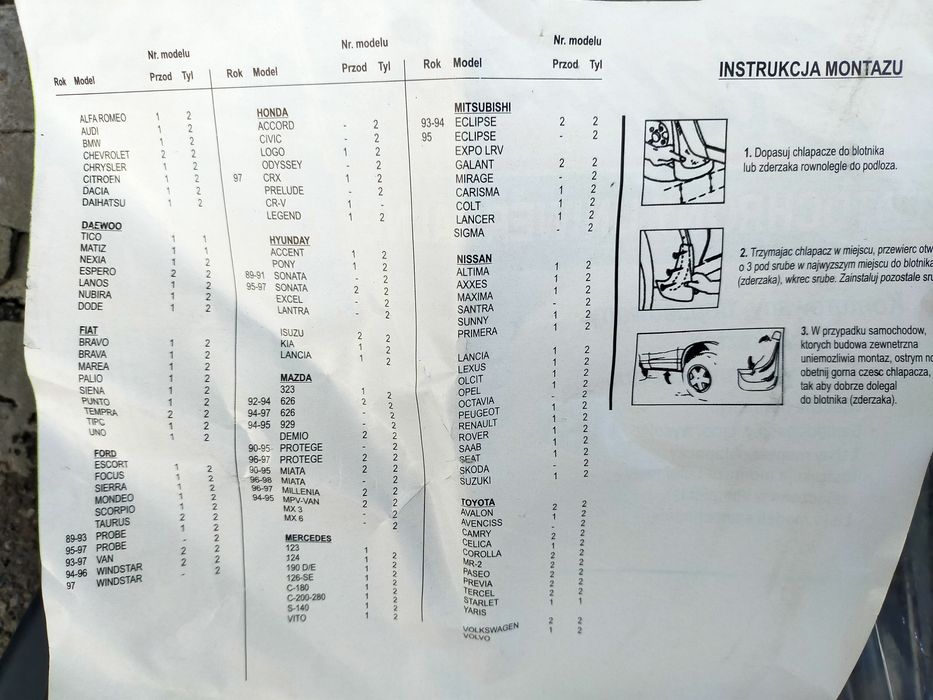 Nr. modelu
Rok Model Przod Tyl
ALFA ROMEO 1 2
AUDI 1 2
BMW 1 2
CHEVROLET 2 2
CHRYSLER 1 2
CITROEN 1 2
DACIA 1 2
DAIHATSU 1 2
DAEWOO
TICO 1 1
MATIZ 1 1
NEXIA 1 2
ESPERO 2 2
LANOS 1 2
NUBIRA 1 2
DODE 1 2
FIAT
BRAVO 1 2
BRAVA 1 2
MAREA 1 2
PALIO 1 2
SIENA 1 2
PUNTO 1 2
TEMPRA 2 2
TIPC 1 2
UNO 1 2
FORD
ESCORT 1 2
FOCUS 1 2
SIERRA 1 2
MONDEO 1 2
SCORPIO 1 2
TAURUS 2 2
89-93 PROBE 1 2
95-97 PROBE - 2
93-97 VAN 2 2
94-96 WINDSTAR 2 2
97 WINDSTAR - 2
Nr. modelu
Rok Model Przod Tyl
HONDA
ACCORD - 2
CIVIC - 2
LOGO 1 2
ODYSSEY - 2
97 CRX 1 2
PRELUDE - 2
CR-V 1 -
LEGEND 1 2
HYUNDAY
ACCENT 1 2
PONY 1 2
89-91 SONATA - 2
95-97 SONATA 2 2
EXCEL - 2
LANTRA - 2
ISUZU 2 2
KIA 1 2
LANCIA 1 2
MAZDA
323 1 2
92-94 626 2 2
94-97 626 - 2
94-95 929 - 2
DEMIO 2 2
90-95 PROTEGE - 2
96-97 PROTEGE 2 2
90-95 MIATA 2 2
96-98 MIATA - 2
96-97 MILLENIA 2 2
94-95 MPV-VAN 2 2
MX 3 - 2
MX 6 - 2
MERCEDES
123 1
124 1 2
190 D/E 1 2
126-SE 1 2
C-180 1 2
C-200-280 1 2
S-140 1 2
VITO 1 2
Nr. modelu
Rok Model Przod Tyl
MITSUBISHI
93-94 ECLIPSE 2 2
95 ECLIPSE - 2
EXPO LRV
GALANT 2 2
MIRAGE - 2
CARISMA 1 2
COLT 1 2
LANCER 1 2
SIGMA - 2
NISSAN
ALTIMA 1 2
AXXES 1 2
MAXIMA 1 2
SANTRA - 2
SUNNY 1 2
PRIMERA 1 2
LANCIA 1 2
LEXUS 1 2
OLCIT 1 2
OPEL 1 2
OCTAVIA - 2
PEUGEOT 1 2
RENAULT 1 2
ROVER 1 2
SAAB 1 2
SEAT 1 2
SKODA - 2
SUZUKI 1 2
TOYOTA
AVALON 2 2
AVENCISS 1 2
CAMRY - 2
CELICA 2 2
COROLLA 1 2
MR-2 2 2
PASEO 2 2
PREVIA 2 2
TERCEL 2 2
STARLET 1 2
YARIS 1 1
VOLKSWAGEN 2 2
VOLVO 1 2
INSTRUKCJA MONTAZU
1. Dopasuj chlapacze do blotnika
lub zderzaka rownolegle do podloza.
2. Trzymajac chlapacz w miejscu, przewierc otw
o 3 pod srube w najwyzszym miejscu do blotnika
(zderzaka), wkrec srube. Zainstaluj pozostale sru
3. W przypadku samochodow,
ktorych budowa zewnetrzna
uniemozliwia montaz, ostrym no
obetnij gorna czesc chlapacza,
tak aby dobrze dolegal
do blotnika (zderzaka).